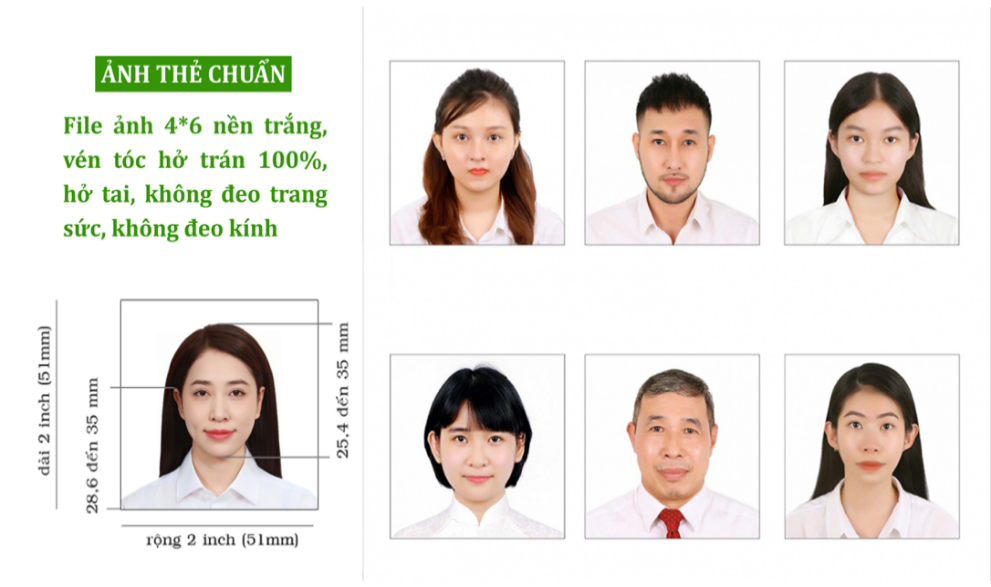 ẢNH THẺ CHUẨN
File ảnh 4*6 nền trắng,
vén tóc hở trán 100%,
hở tai, không đeo trang
sức, không đeo kính
dài 2 inch (51mm)
28.6 đến 35 mm
25.4 đến 35 mm
rộng 2 inch (51mm)